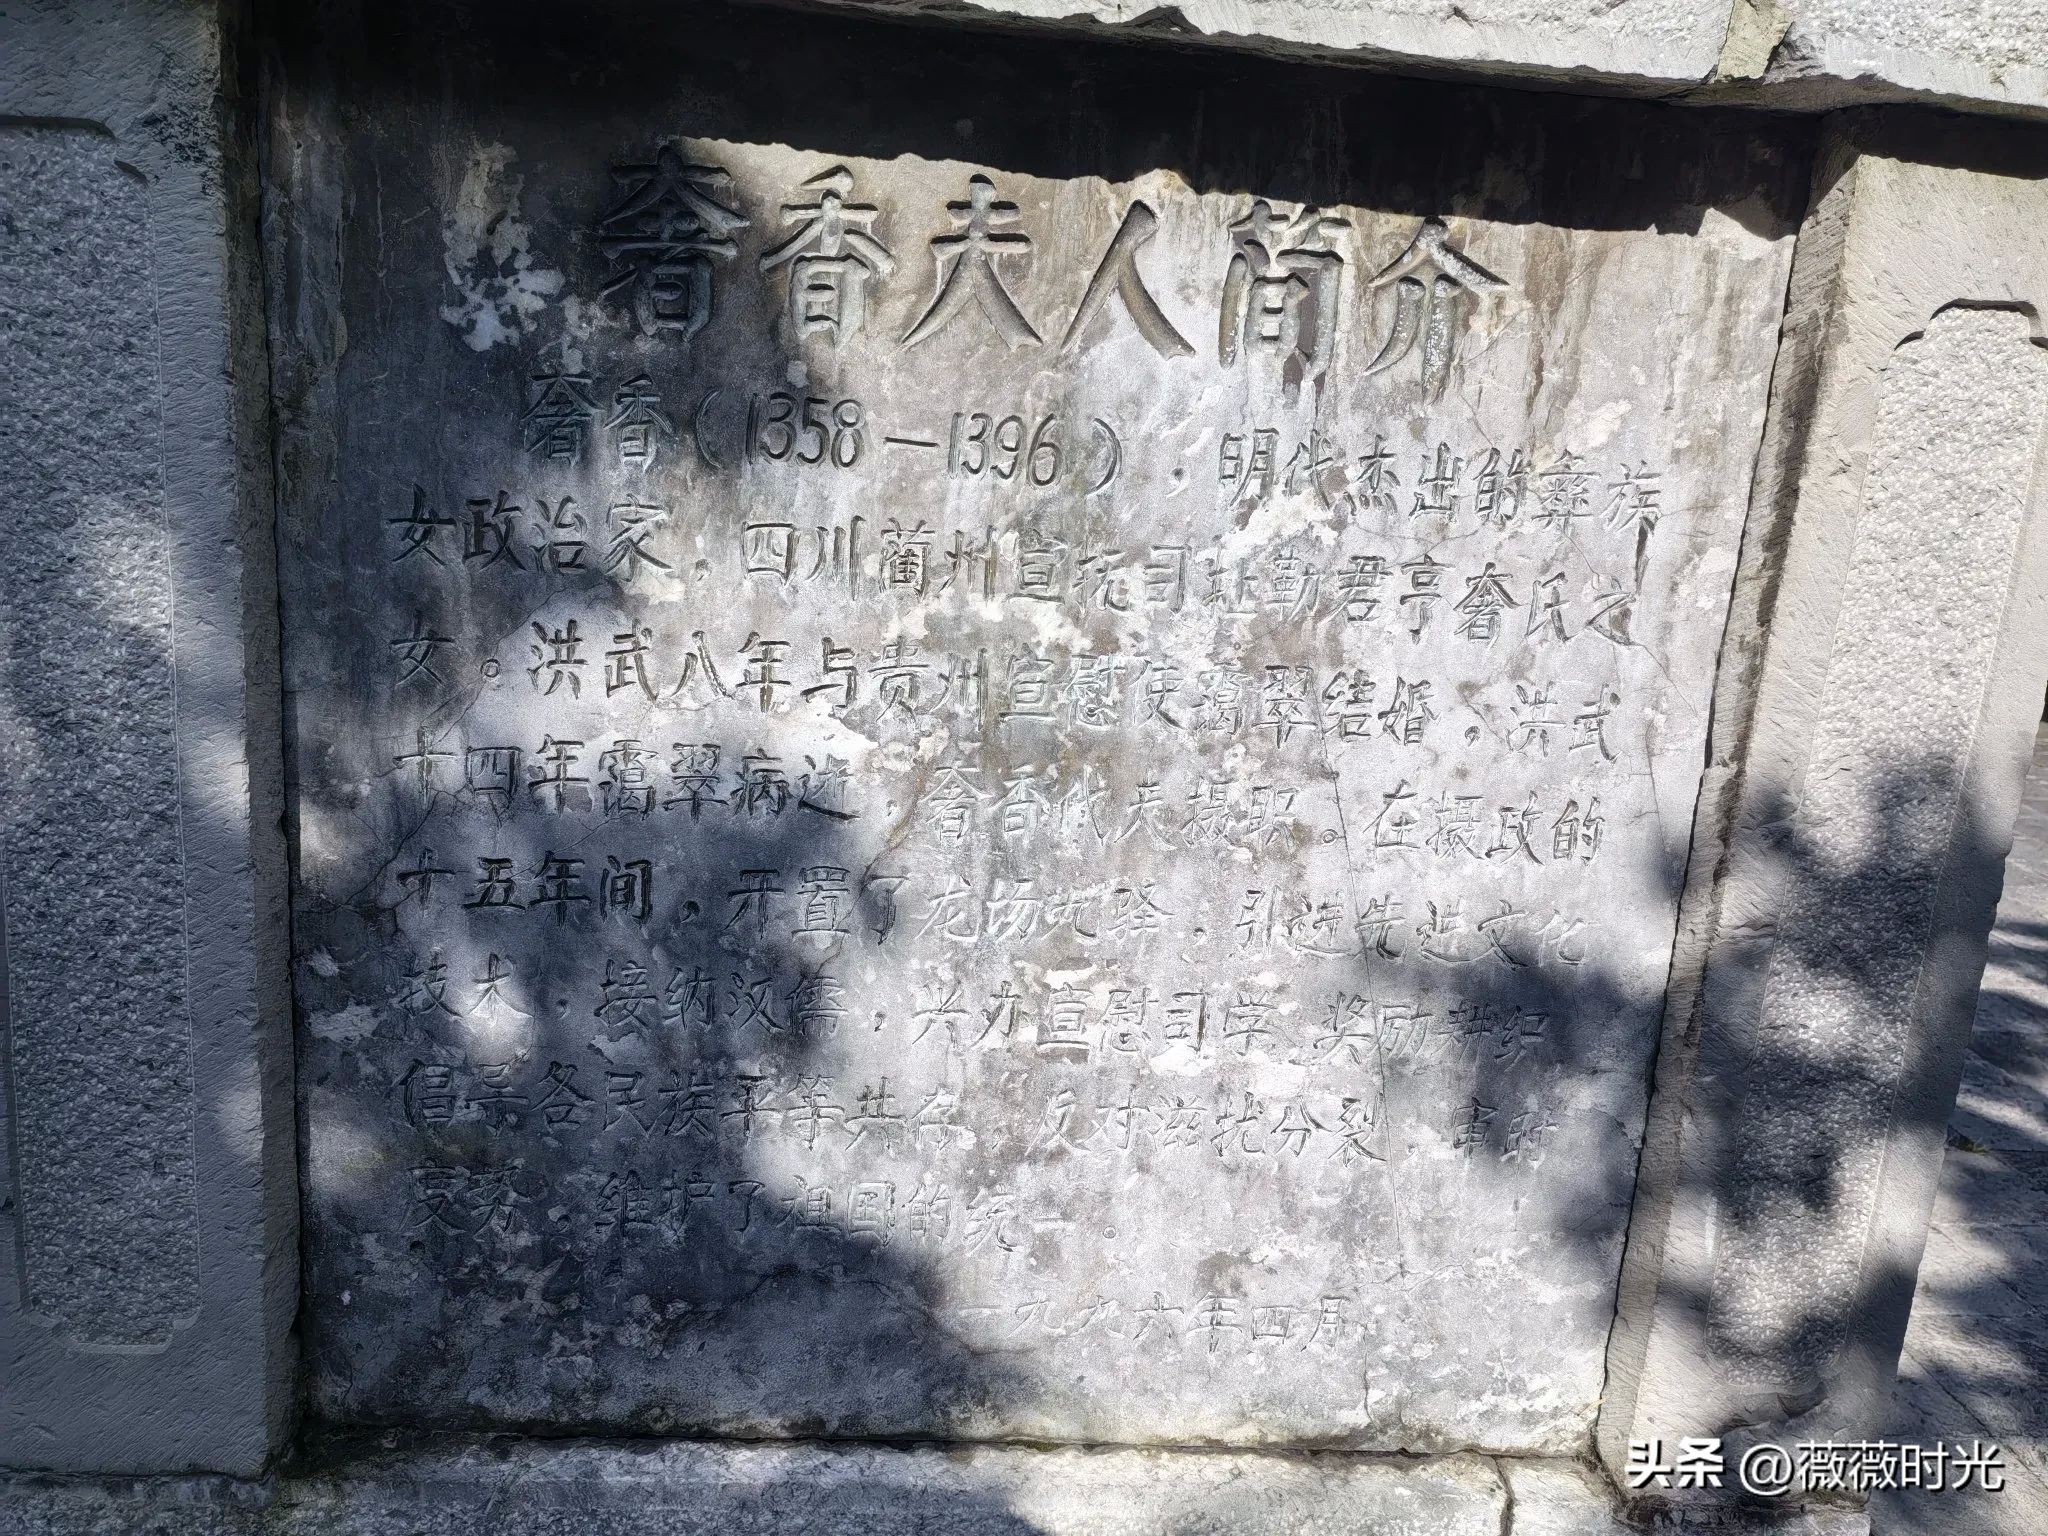 奢香夫人简介
奢香（1358—1396），明代杰出的彝族
女政治家，四川蔺州宣抚司扯勒君亨奢氏之
女。洪武八年与贵州宣慰使霭翠结婚，洪武
十四年霭翠病逝，奢香代夫摄职。在摄政的
十五年间，开置了龙场九驿，引进先进文化
技术，接纳汉儒，兴办宣慰司学，奖励耕织
倡导各民族平等共存，反对滋扰分裂，审时
度势，维护了祖国的统一。
一九九六年四月
头条 @薇薇时光